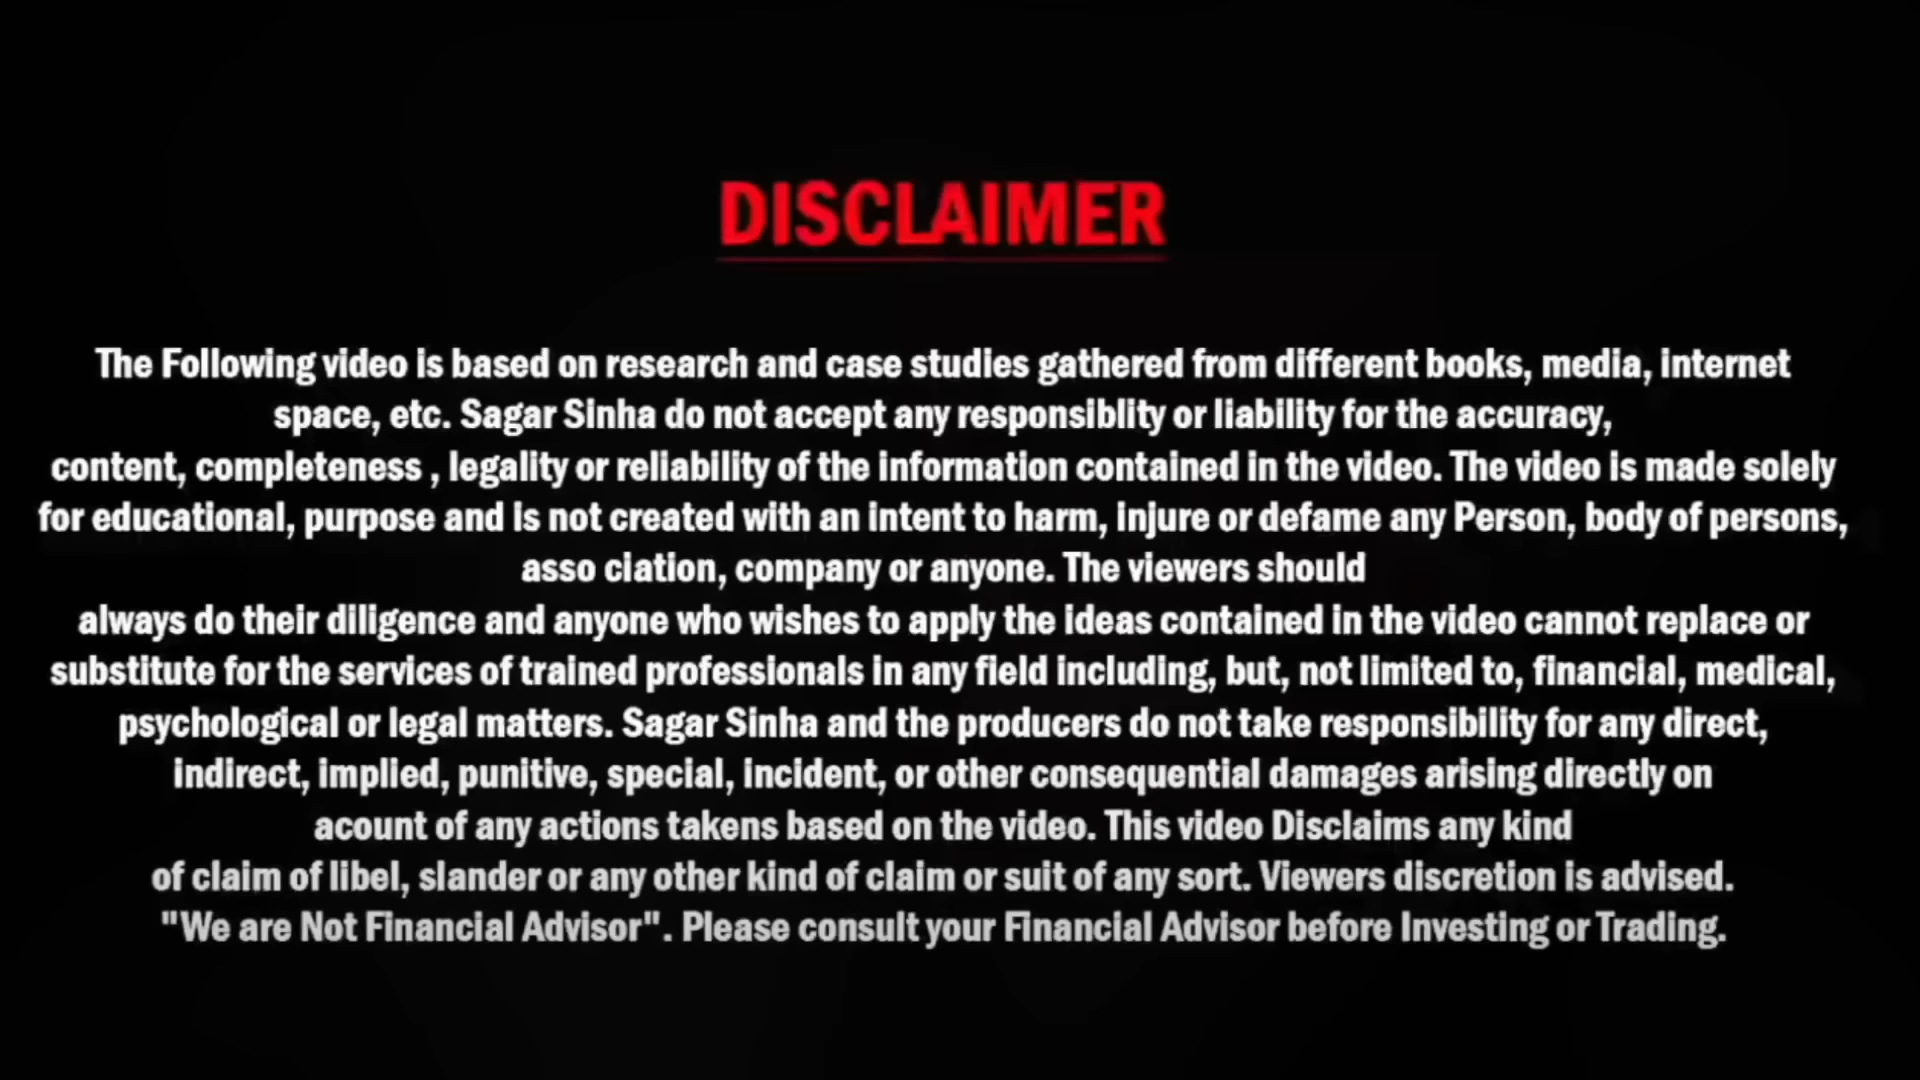 DISCLAIMER
The Following video is based on research and case studies gathered from different books, media, internet
space, etc. Sagar Sinha do not accept any responsiblity or liability for the accuracy,
content, completeness , legality or reliability of the information contained in the video. The video is made solely
for educational, purpose and is not created with an intent to harm, injure or defame any Person, body of persons,
asso ciation, company or anyone. The viewers should
always do their diligence and anyone who wishes to apply the ideas contained in the video cannot replace or
substitute for the services of trained professionals in any field including, but, not limited to, financial, medical,
psychological or legal matters. Sagar Sinha and the producers do not take responsibility for any direct,
indirect, implied, punitive, special, incident, or other consequential damages arising directly on
acount of any actions takens based on the video. This video Disclaims any kind
of claim of libel, slander or any other kind of claim or suit of any sort. Viewers discretion is advised.
"We are Not Financial Advisor". Please consult your Financial Advisor before Investing or Trading.